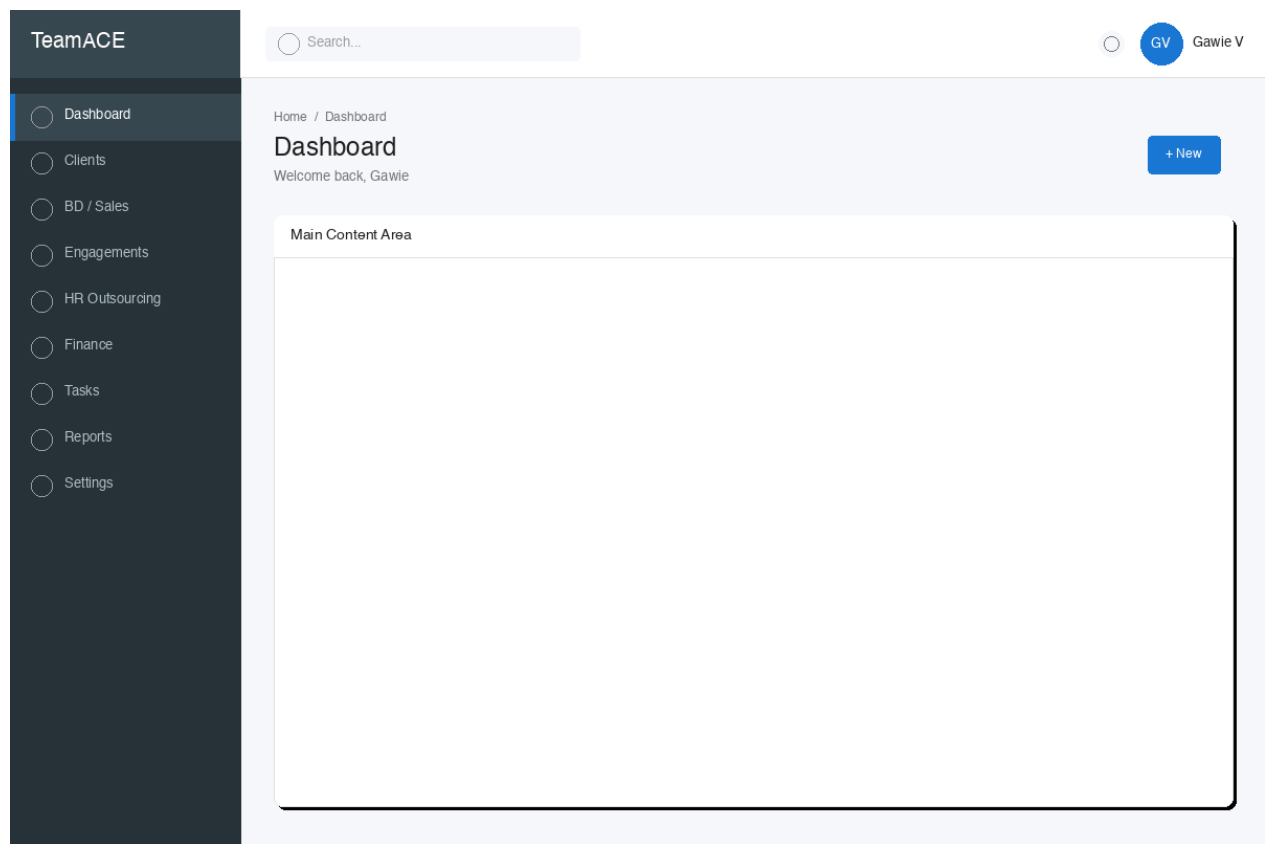 TeamACE
Search...
GV
Gawie V
Dashboard
Clients
BD / Sales
Engagements
HR Outsourcing
Finance
Tasks
Reports
Settings
Home / Dashboard
Dashboard
Welcome back, Gawie
+ New
Main Content Area